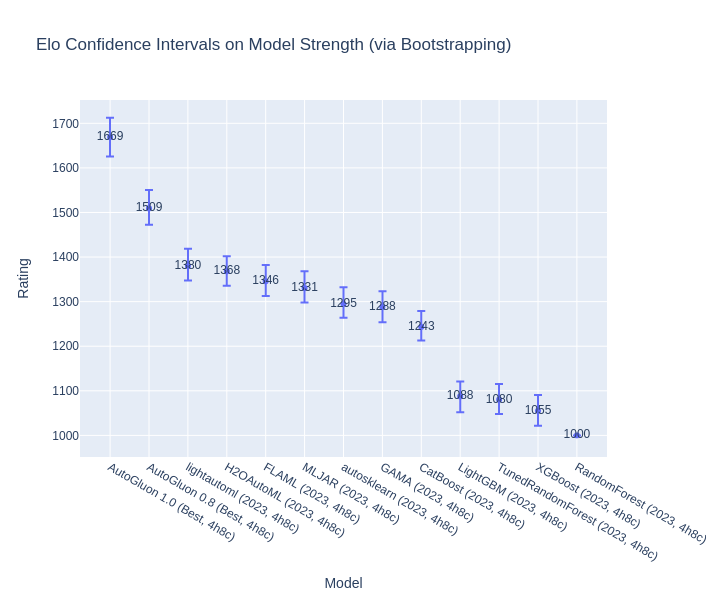 Elo Confidence Intervals on Model Strength (via Bootstrapping)
Rating
1700
1600
1500
1400
1300
1200
1100
1000
1669
1509
1380
1368
1346
1331
1295
1288
1243
1088
1080
1055
1000
AutoGluon 1.0 (Best, 4h8c)
AutoGluon 0.8 (Best, 4h8c)
lightautoml (2023, 4h8c)
H2OAutoML (2023, 4h8c)
FLAML (2023, 4h8c)
MLJAR (2023, 4h8c)
autosklearn (2023, 4h8c)
GAMA (2023, 4h8c)
CatBoost (2023, 4h8c)
LightGBM (2023, 4h8c)
TunedRandomForest (2023, 4h8c)
XGBoost (2023, 4h8c)
RandomForest (2023, 4h8c)
Model